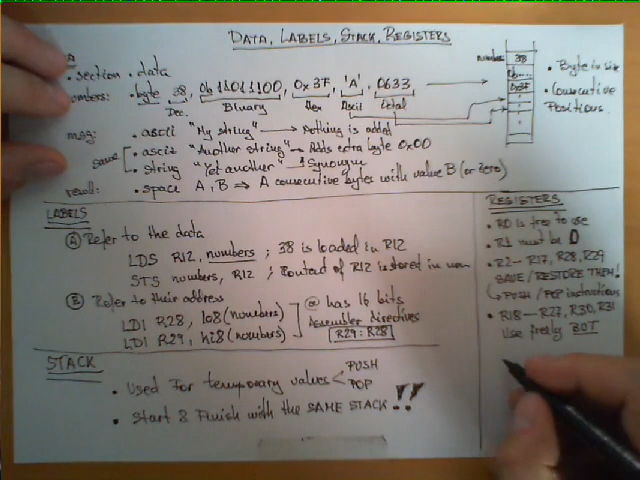 DATA, LABELS, STACK, REGISTERS
.section .data
numbers: .byte 38, 0b11011100, 0x3F, 'A', 0633
Dec. Binary Hex Ascii Octal
number: 38
0b...
0x3F
• Byte in size
• Consecutive
Positions.
msg: .ascii "My string" → Nothing is added
same .asciz "Another string" → Adds extra byte 0x00
.string "Yet another" → Synonym
result: .space A, B ⇒ A consecutive bytes with value B (or zero)
LABELS
Ⓐ Refer to the data
LDS R12, numbers ; 38 is loaded in R12
STS numbers, R12 ; Content of R12 is stored in
Ⓑ Refer to their address
LDI R28, lo8(numbers)
LDI R29, hi8(numbers)
@ has 16 bits
Assembler directives
R29:R28
STACK
• Used for temporary values < PUSH
POP
• Start & Finish with the SAME STACK !!
REGISTERS
• R0 is free to use
• R1 must be 0
• R2 — R17, R28, R29
SAVE/RESTORE THEM!
↳ PUSH / POP instructions
• R18 — R27, R30, R31
Use freely BUT